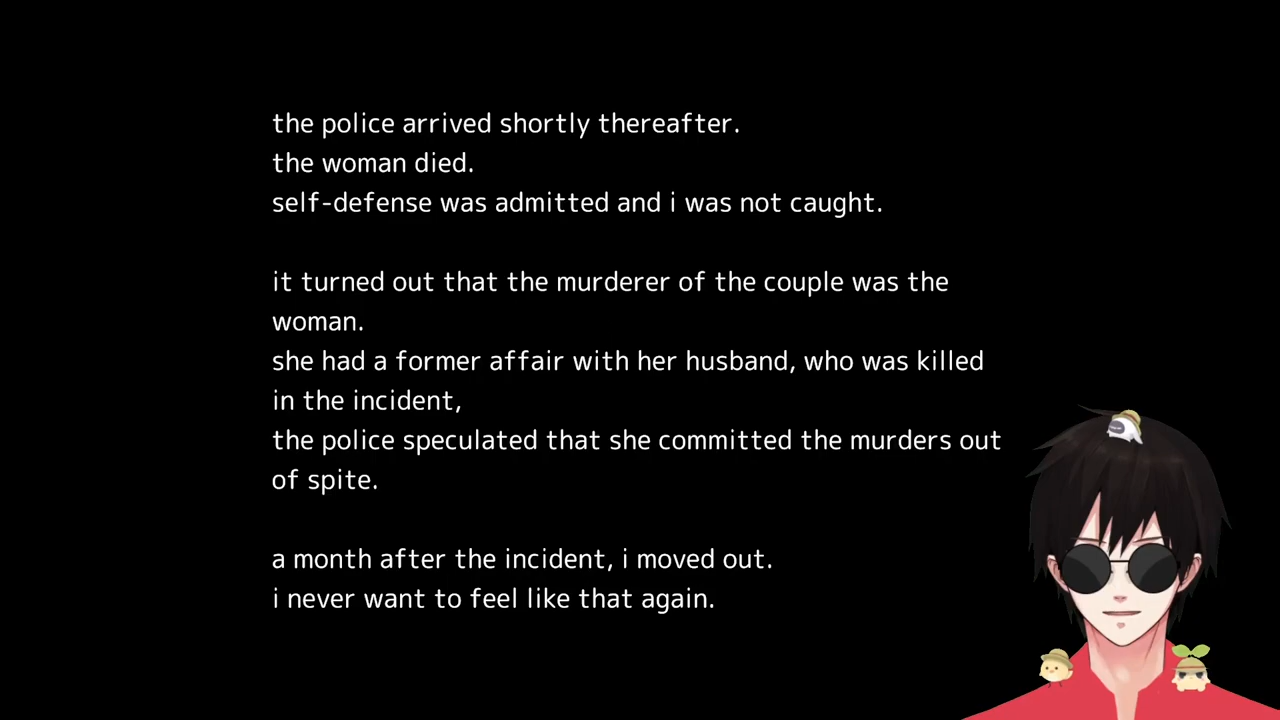 the police arrived shortly thereafter.
the woman died.
self-defense was admitted and i was not caught.
it turned out that the murderer of the couple was the
woman.
she had a former affair with her husband, who was killed
in the incident,
the police speculated that she committed the murders out
of spite.
a month after the incident, i moved out.
i never want to feel like that again.